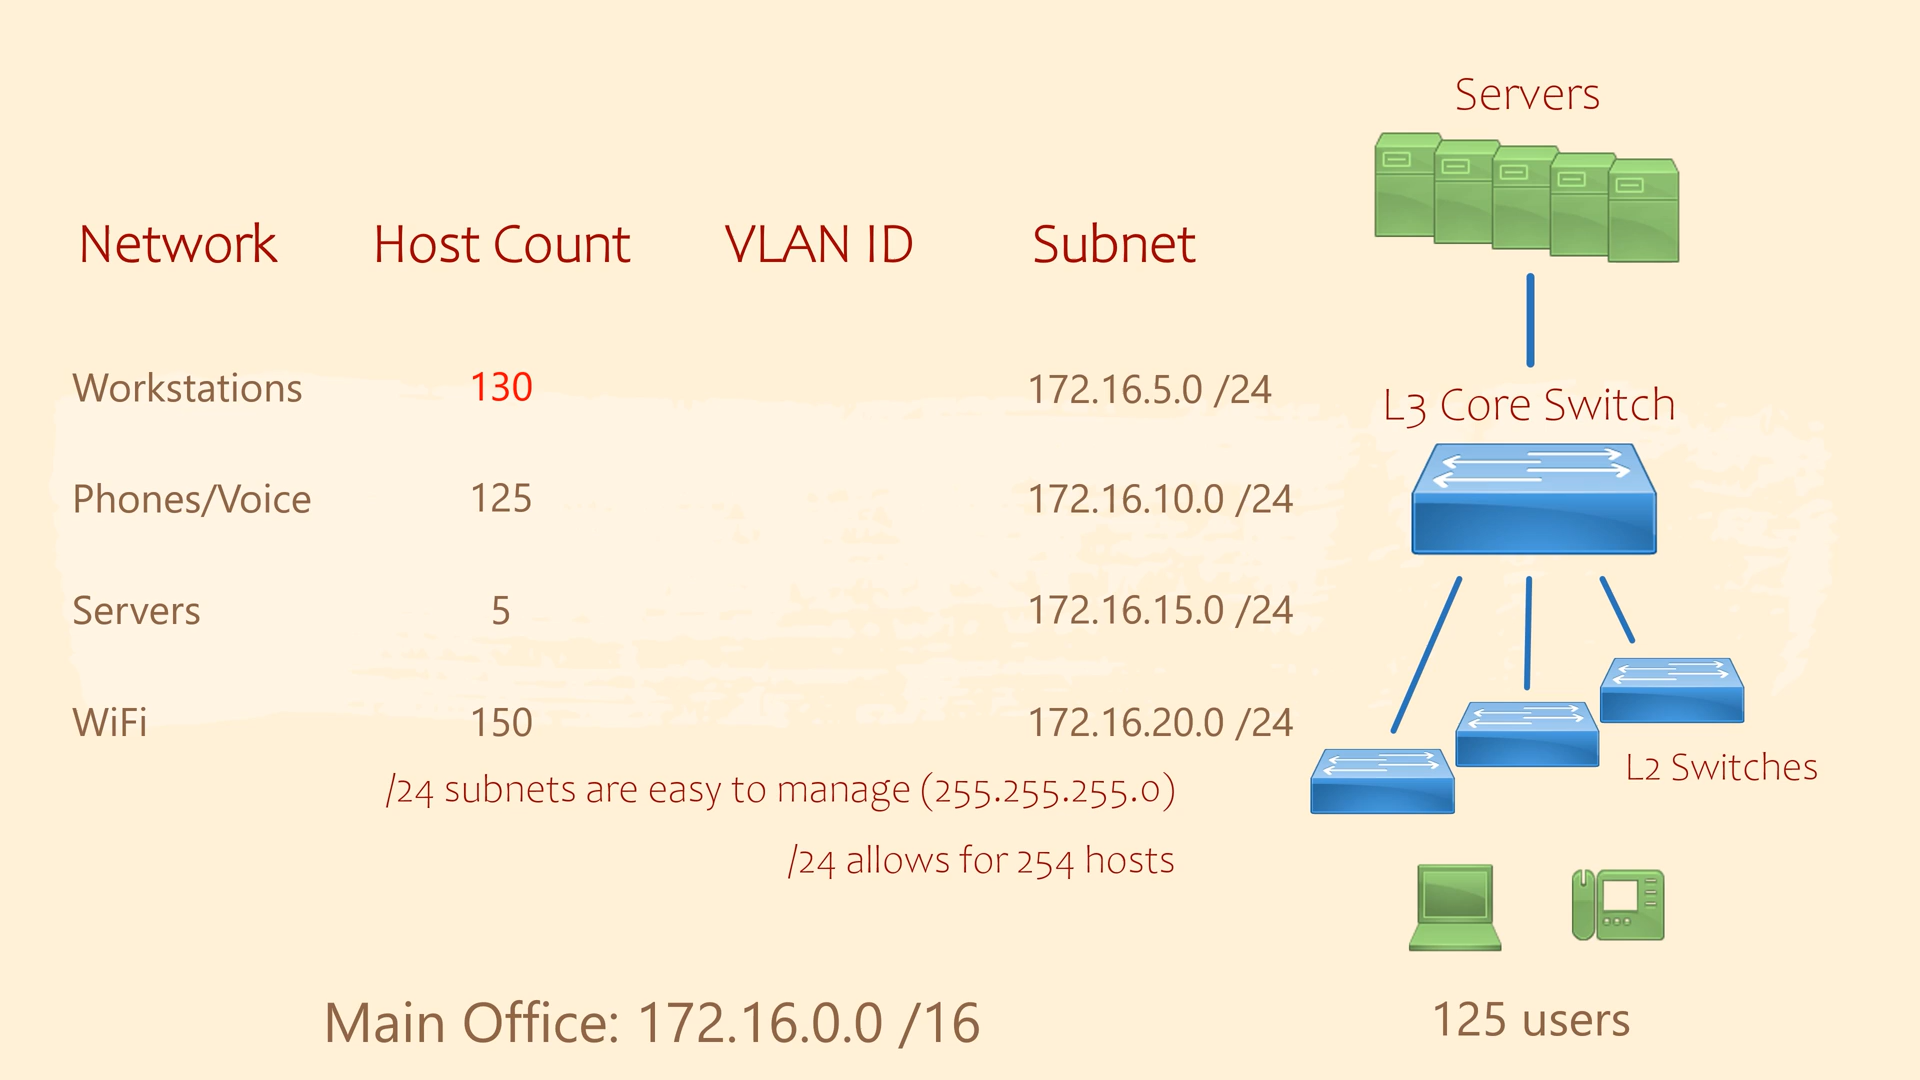 Servers
Network Host Count VLAN ID Subnet
Workstations 130 172.16.5.0 /24
L3 Core Switch
Phones/Voice 125 172.16.10.0 /24
Servers 5 172.16.15.0 /24
WiFi 150 172.16.20.0 /24
L2 Switches
/24 subnets are easy to manage (255.255.255.0)
/24 allows for 254 hosts
Main Office: 172.16.0.0 /16
125 users